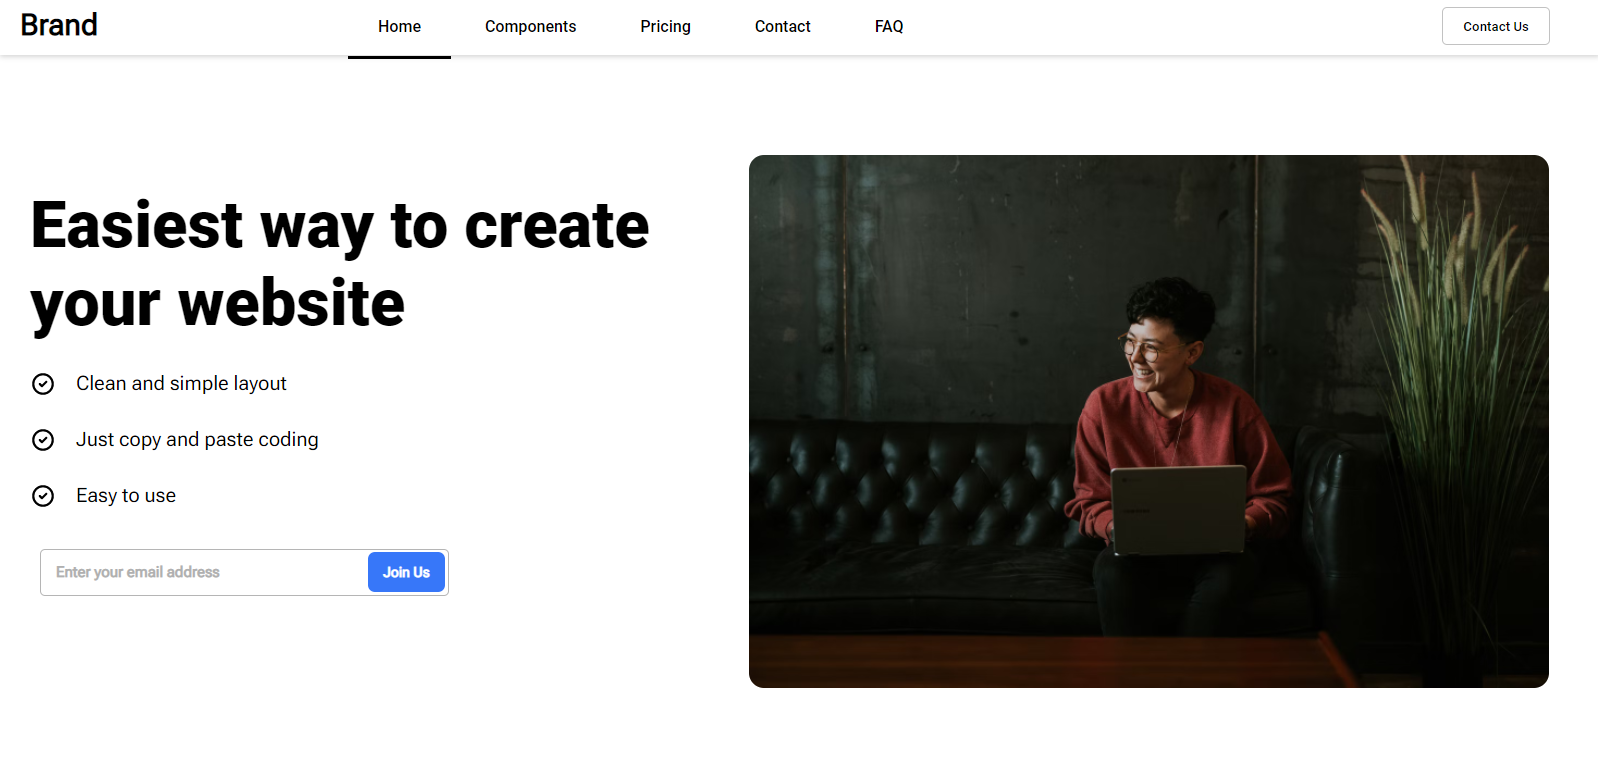 Brand
Home Components Pricing Contact FAQ
Contact Us
Easiest way to create
your website
Clean and simple layout
Just copy and paste coding
Easy to use
Enter your email address
Join Us